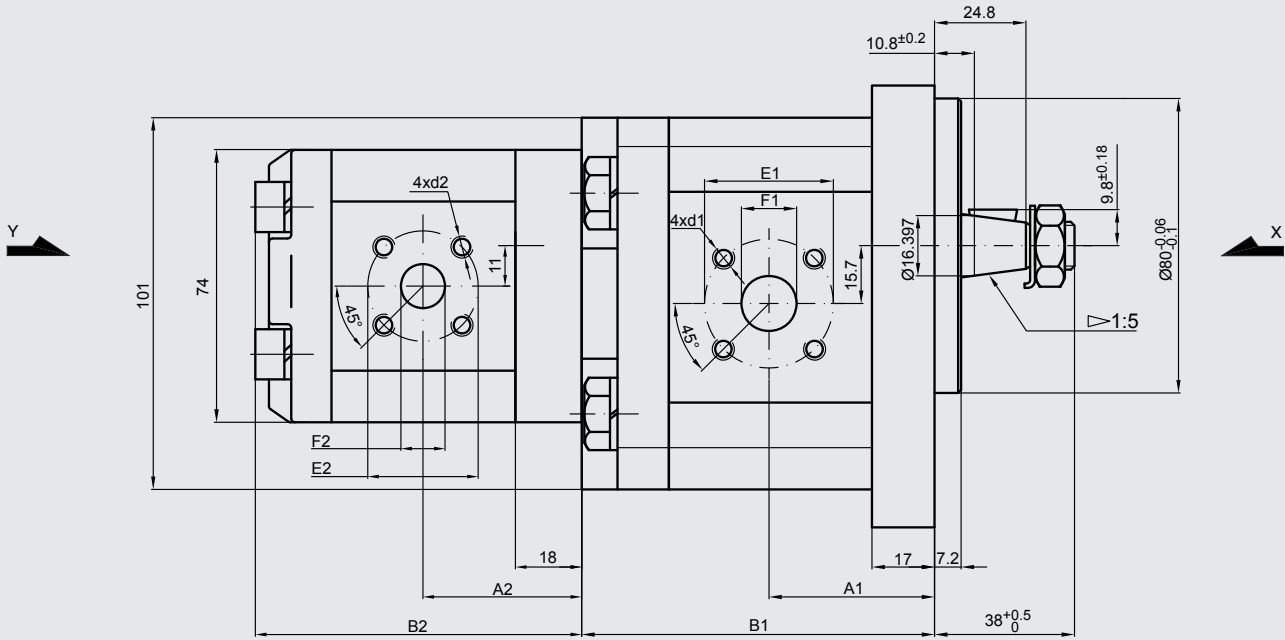 24.8
10.8±0.2
9.8±0.18
E1
F1
4xd2
4xd1
Y
X
11
15.7
Ø16.397
Ø80-0.06
-0.1
101
74
45°
45°
▷1:5
F2
E2
18
17
7.2
A2
A1
B2
B1
38+0.5
0